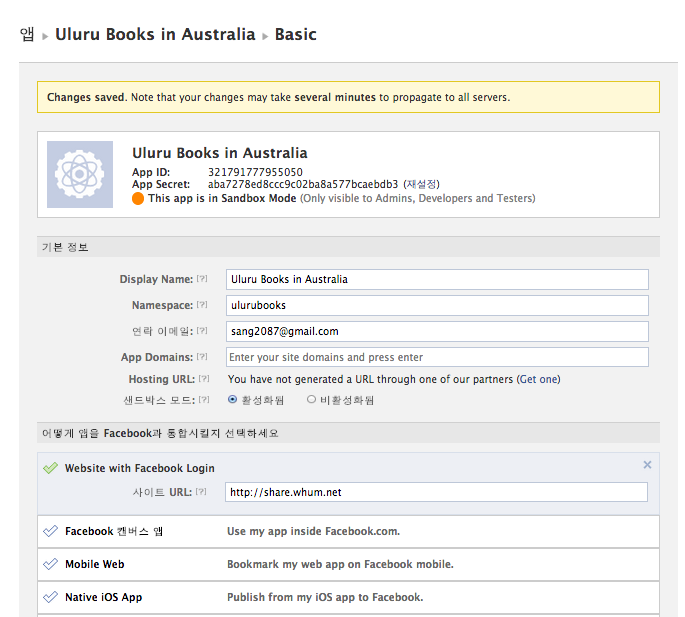 앱 ▸ Uluru Books in Australia ▸ Basic
Changes saved. Note that your changes may take several minutes to propagate to all servers.
Uluru Books in Australia
App ID: 321791777955050
App Secret: aba7278ed8ccc9c02ba8a577bcaebdb3 (재설정)
This app is in Sandbox Mode (Only visible to Admins, Developers and Testers)
기본 정보
Display Name: [?] Uluru Books in Australia
Namespace: [?] ulurubooks
연락 이메일: [?] sang2087@gmail.com
App Domains: [?] Enter your site domains and press enter
Hosting URL: [?] You have not generated a URL through one of our partners (Get one)
샌드박스 모드: [?] 활성화됨 비활성화됨
어떻게 앱을 Facebook과 통합시킬지 선택하세요
Website with Facebook Login
사이트 URL: [?] http://share.whum.net
Facebook 캔버스 앱 Use my app inside Facebook.com.
Mobile Web Bookmark my web app on Facebook mobile.
Native iOS App Publish from my iOS app to Facebook.